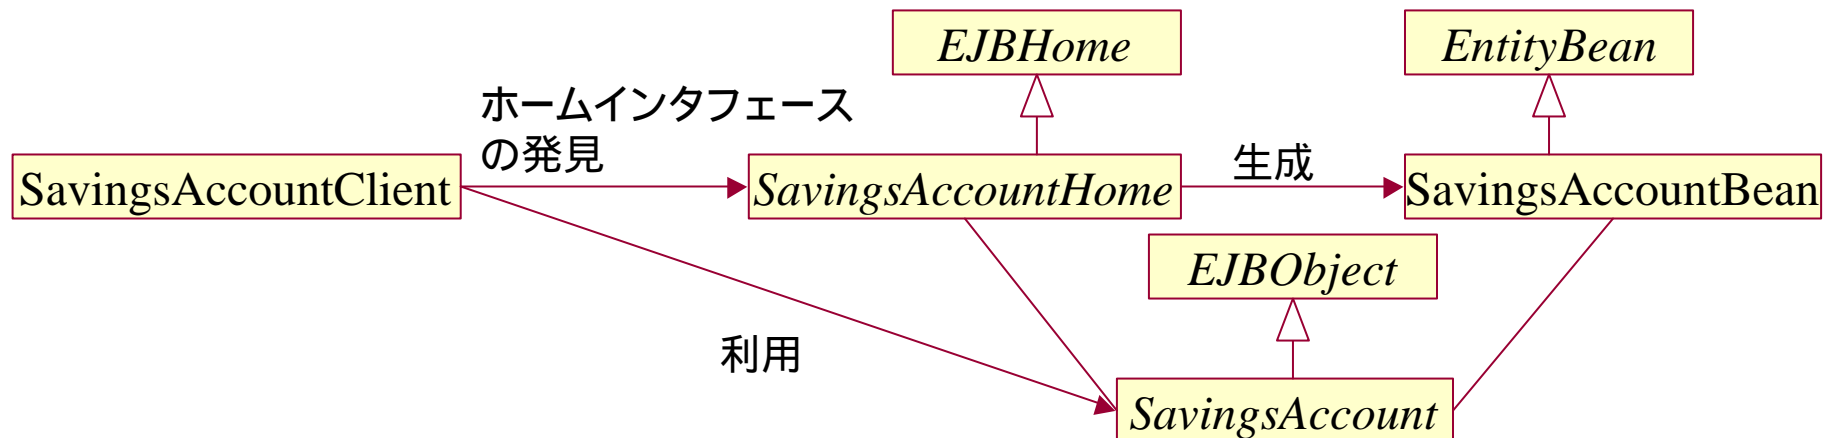 EJBHome
EntityBean
ホームインタフェース
の発見
生成
SavingsAccountClient
SavingsAccountHome
SavingsAccountBean
EJBObject
利用
SavingsAccount